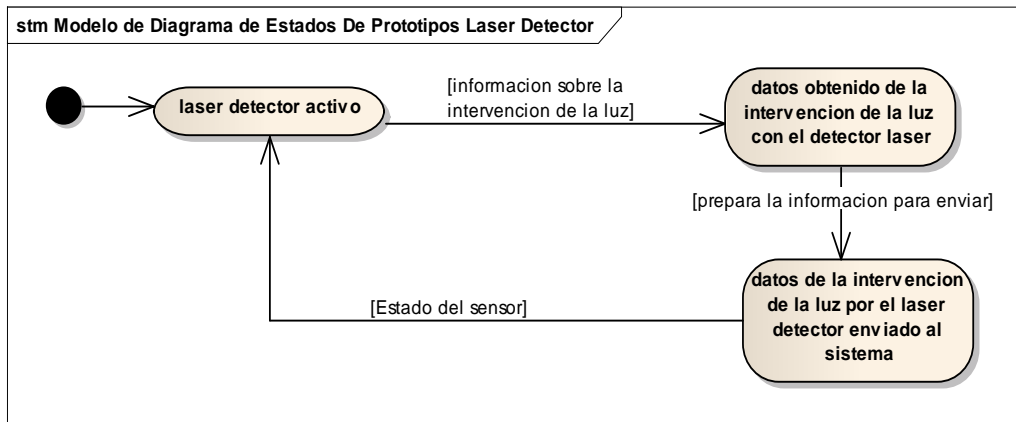 stm Modelo de Diagrama de Estados De Prototipos Laser Detector
laser detector activo
[informacion sobre la
intervencion de la luz]
datos obtenido de la
intervencion de la luz
con el detector laser
[prepara la informacion para enviar]
datos de la intervencion
de la luz por el laser
detector enviado al
sistema
[Estado del sensor]